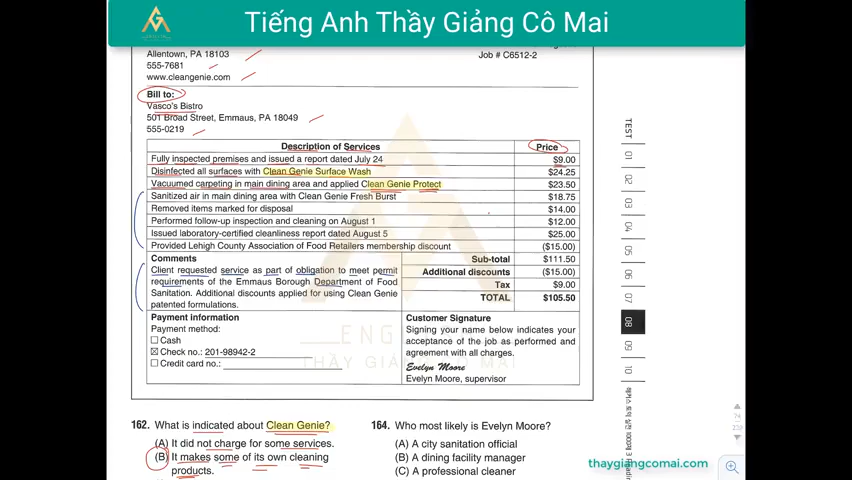 Tiếng Anh Thầy Giảng Cô Mai
Allentown, PA 18103
Job # C6512-2
555-7681
www.cleangenie.com
Bill to:
Vasco's Bistro
501 Broad Street, Emmaus, PA 18049
555-0219
Description of Services Price
Fully inspected premises and issued a report dated July 24 $9.00
Disinfected all surfaces with Clean Genie Surface Wash $24.25
Vacuumed carpeting in main dining area and applied Clean Genie Protect $23.50
Sanitized air in main dining area with Clean Genie Fresh Burst $18.75
Removed items marked for disposal $14.00
Performed follow-up inspection and cleaning on August 1 $12.00
Issued laboratory-certified cleanliness report dated August 5 $25.00
Provided Lehigh County Association of Food Retailers membership discount ($15.00)
Comments
Client requested service as part of obligation to meet permit
requirements of the Emmaus Borough Department of Food
Sanitation. Additional discounts applied for using Clean Genie
patented formulations.
Sub-total $111.50
Additional discounts ($15.00)
Tax $9.00
TOTAL $105.50
Payment information
Payment method:
Cash
Check no.: 201-98942-2
Credit card no.:
Customer Signature
Signing your name below indicates your
acceptance of the job as performed and
agreement with all charges.
Evelyn Moore
Evelyn Moore, supervisor
THẦY GIẢNG CÔ MAI
162. What is indicated about Clean Genie?
(A) It did not charge for some services.
(B) It makes some of its own cleaning
products.
164. Who most likely is Evelyn Moore?
(A) A city sanitation official
(B) A dining facility manager
(C) A professional cleaner
TEST
01
02
03
04
05
06
07
08
09
10
thaygiangcomai.com